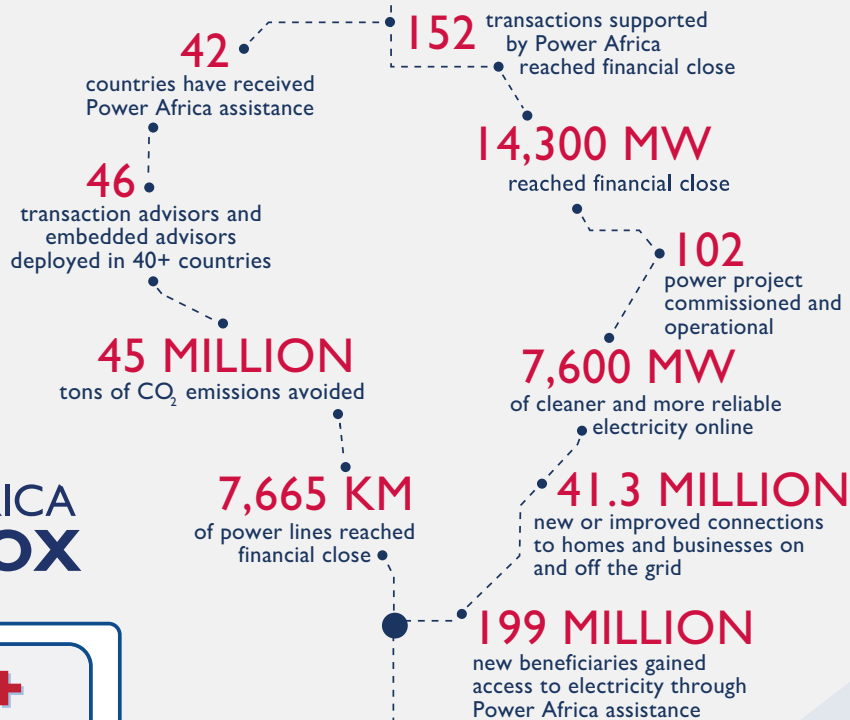 152 transactions supported
by Power Africa
reached financial close
42
countries have received
Power Africa assistance
14,300 MW
reached financial close
46
transaction advisors and
embedded advisors
deployed in 40+ countries
102
power project
commissioned and
operational
45 MILLION
tons of CO₂ emissions avoided
7,600 MW
of cleaner and more reliable
electricity online
7,665 KM
of power lines reached
financial close
41.3 MILLION
new or improved connections
to homes and businesses on
and off the grid
RICA
OX
199 MILLION
new beneficiaries gained
access to electricity through
Power Africa assistance